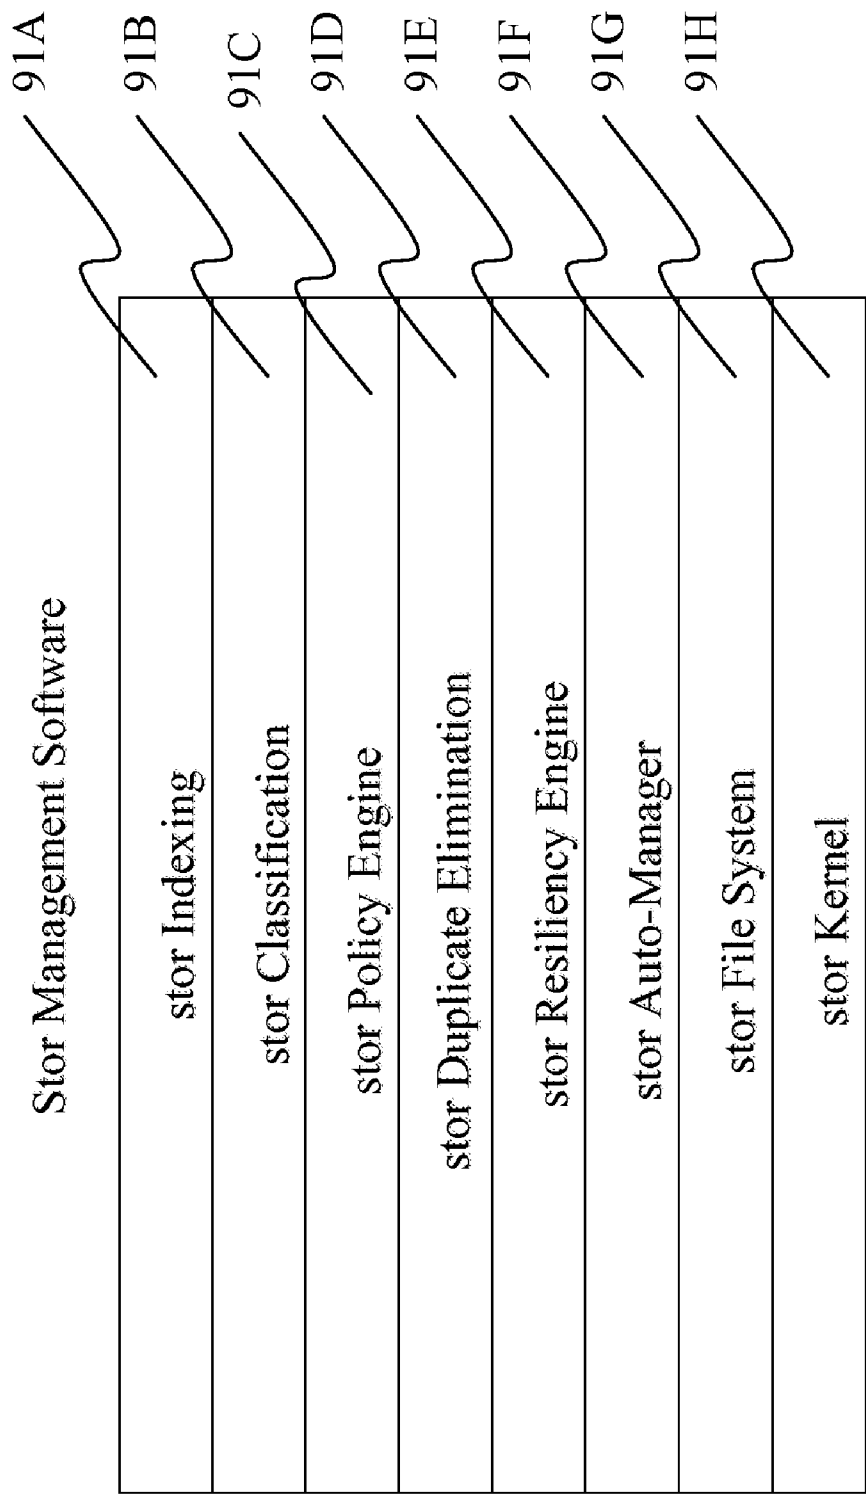 Stor Management Software
stor Indexing
91A
stor Classification
91B
stor Policy Engine
91C
stor Duplicate Elimination
91D
stor Resiliency Engine
91E
stor Auto-Manager
91F
stor File System
91G
stor Kernel
91H